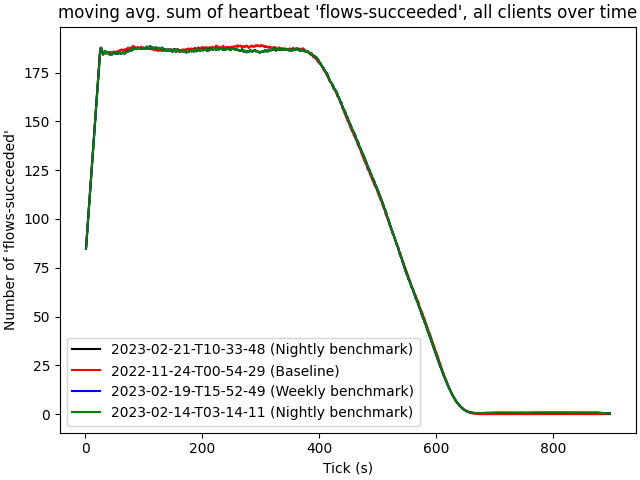 moving avg. sum of heartbeat 'flows-succeeded', all clients over time
Number of 'flows-succeeded'
175
150
125
100
75
50
25
0
0 200 400 600 800
Tick (s)
2023-02-21-T10-33-48 (Nightly benchmark)
2022-11-24-T00-54-29 (Baseline)
2023-02-19-T15-52-49 (Weekly benchmark)
2023-02-14-T03-14-11 (Nightly benchmark)